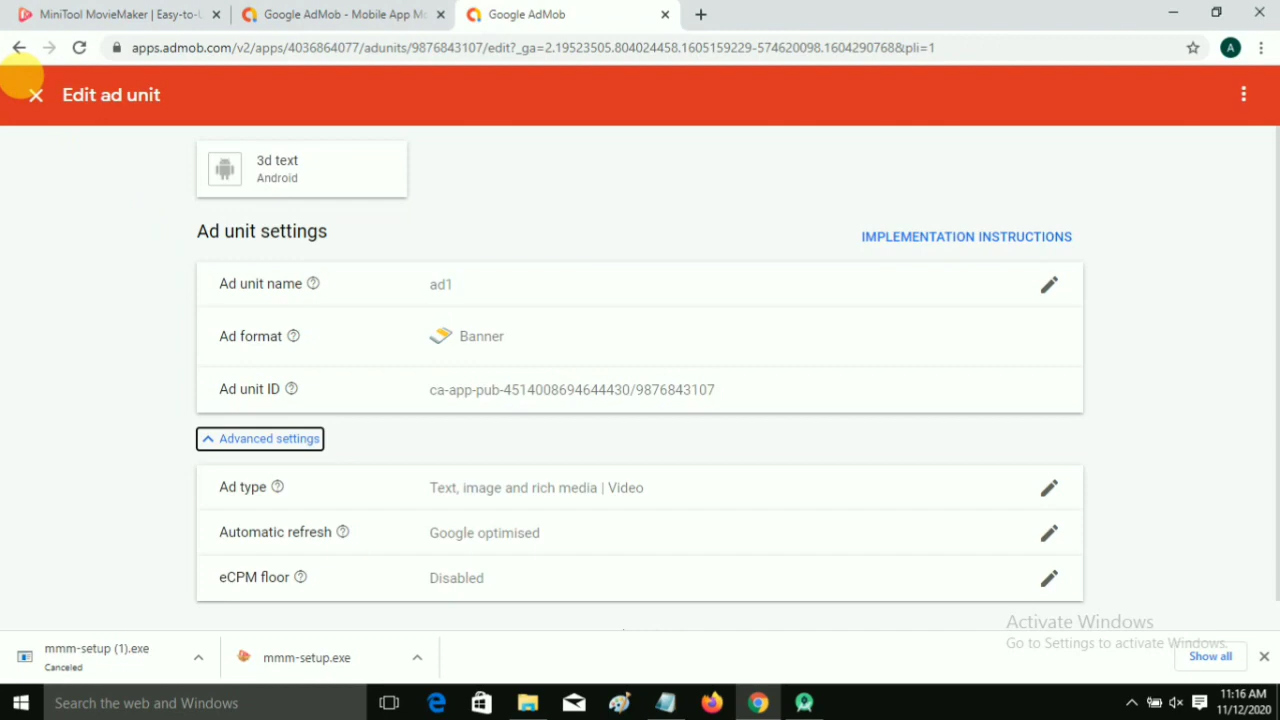 MiniTool MovieMaker | Easy-to-U
Google AdMob - Mobile App Mo
Google AdMob
apps.admob.com/v2/apps/4036864077/adunits/9876843107/edit?_ga=2.19523505.804024458.1605159229-574620098.1604290768&pli=1
A
Edit ad unit
3d text
Android
Ad unit settings
IMPLEMENTATION INSTRUCTIONS
Ad unit name
ad1
Ad format
Banner
Ad unit ID
ca-app-pub-4514008694644430/9876843107
Advanced settings
Ad type
Text, image and rich media | Video
Automatic refresh
Google optimised
eCPM floor
Disabled
Activate Windows
Go to Settings to activate Windows.
mmm-setup (1).exe
Canceled
mmm-setup.exe
Show all
Search the web and Windows
11:16 AM
11/12/2020